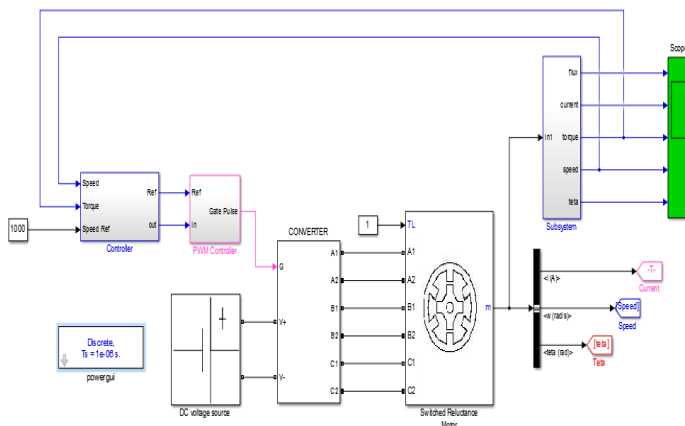 Scope
flux
current
In1
torque
speed
teta
Subsystem
Speed
Torque
Speed Ref
Ref
out
Controller
1000
Ref
In
Gate Pulse
PWM Controller
CONVERTER
G
V+
V-
A1
A2
B1
B2
C1
C2
1
TL
A1
A2
B1
B2
C1
C2
m
Switched Reluctance
Motor
DC voltage source
Discrete,
Ts = 1e-06 s.
powergui
<I (A)>
<w (rad/s)>
<teta (rad)>
-T-
Current
[Speed]
Speed
[teta]
Teta